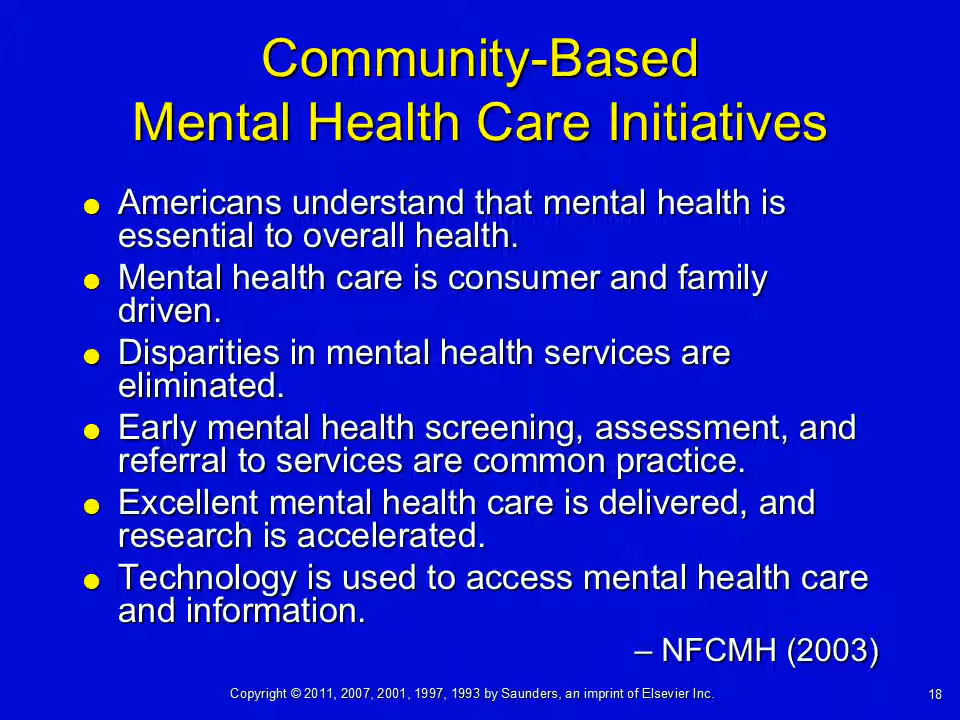 Community-Based
Mental Health Care Initiatives
● Americans understand that mental health is
essential to overall health.
● Mental health care is consumer and family
driven.
● Disparities in mental health services are
eliminated.
● Early mental health screening, assessment, and
referral to services are common practice.
● Excellent mental health care is delivered, and
research is accelerated.
● Technology is used to access mental health care
and information.
– NFCMH (2003)
Copyright © 2011, 2007, 2001, 1997, 1993 by Saunders, an imprint of Elsevier Inc.
18